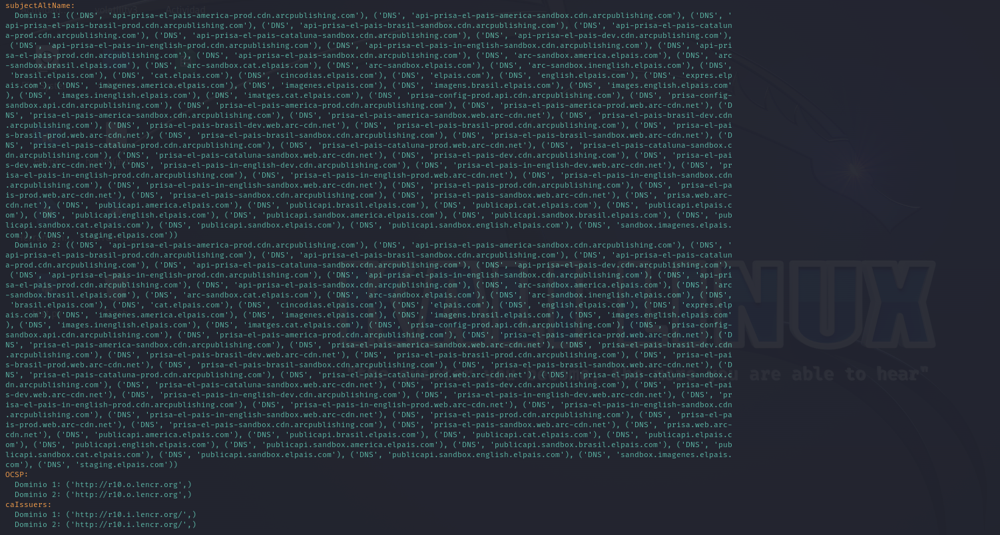 subjectAltName:
  Dominio 1: (('DNS', 'api-prisa-el-pais-america-prod.cdn.arcpublishing.com'), ('DNS', 'api-prisa-el-pais-america-sandbox.cdn.arcpublishing.com'), ('DNS', '
api-prisa-el-pais-brasil-prod.cdn.arcpublishing.com'), ('DNS', 'api-prisa-el-pais-brasil-sandbox.cdn.arcpublishing.com'), ('DNS', 'api-prisa-el-pais-catalun
a-prod.cdn.arcpublishing.com'), ('DNS', 'api-prisa-el-pais-cataluna-sandbox.cdn.arcpublishing.com'), ('DNS', 'api-prisa-el-pais-dev.cdn.arcpublishing.com'),
 ('DNS', 'api-prisa-el-pais-in-english-prod.cdn.arcpublishing.com'), ('DNS', 'api-prisa-el-pais-in-english-sandbox.cdn.arcpublishing.com'), ('DNS', 'api-pri
sa-el-pais-prod.cdn.arcpublishing.com'), ('DNS', 'api-prisa-el-pais-sandbox.cdn.arcpublishing.com'), ('DNS', 'arc-sandbox.america.elpais.com'), ('DNS', 'arc
-sandbox.brasil.elpais.com'), ('DNS', 'arc-sandbox.cat.elpais.com'), ('DNS', 'arc-sandbox.elpais.com'), ('DNS', 'arc-sandbox.inenglish.elpais.com'), ('DNS',
 'brasil.elpais.com'), ('DNS', 'cat.elpais.com'), ('DNS', 'cincodias.elpais.com'), ('DNS', 'elpais.com'), ('DNS', 'english.elpais.com'), ('DNS', 'expres.elp
ais.com'), ('DNS', 'imagenes.america.elpais.com'), ('DNS', 'imagenes.elpais.com'), ('DNS', 'imagens.brasil.elpais.com'), ('DNS', 'images.english.elpais.com'
), ('DNS', 'images.inenglish.elpais.com'), ('DNS', 'imatges.cat.elpais.com'), ('DNS', 'prisa-config-prod.api.cdn.arcpublishing.com'), ('DNS', 'prisa-config-
sandbox.api.cdn.arcpublishing.com'), ('DNS', 'prisa-el-pais-america-prod.cdn.arcpublishing.com'), ('DNS', 'prisa-el-pais-america-prod.web.arc-cdn.net'), ('D
NS', 'prisa-el-pais-america-sandbox.cdn.arcpublishing.com'), ('DNS', 'prisa-el-pais-america-sandbox.web.arc-cdn.net'), ('DNS', 'prisa-el-pais-brasil-dev.cdn
.arcpublishing.com'), ('DNS', 'prisa-el-pais-brasil-dev.web.arc-cdn.net'), ('DNS', 'prisa-el-pais-brasil-prod.cdn.arcpublishing.com'), ('DNS', 'prisa-el-pai
s-brasil-prod.web.arc-cdn.net'), ('DNS', 'prisa-el-pais-brasil-sandbox.cdn.arcpublishing.com'), ('DNS', 'prisa-el-pais-brasil-sandbox.web.arc-cdn.net'), ('D
NS', 'prisa-el-pais-cataluna-prod.cdn.arcpublishing.com'), ('DNS', 'prisa-el-pais-cataluna-prod.web.arc-cdn.net'), ('DNS', 'prisa-el-pais-cataluna-sandbox.c
dn.arcpublishing.com'), ('DNS', 'prisa-el-pais-cataluna-sandbox.web.arc-cdn.net'), ('DNS', 'prisa-el-pais-dev.cdn.arcpublishing.com'), ('DNS', 'prisa-el-pai
s-dev.web.arc-cdn.net'), ('DNS', 'prisa-el-pais-in-english-dev.cdn.arcpublishing.com'), ('DNS', 'prisa-el-pais-in-english-dev.web.arc-cdn.net'), ('DNS', 'pr
isa-el-pais-in-english-prod.cdn.arcpublishing.com'), ('DNS', 'prisa-el-pais-in-english-prod.web.arc-cdn.net'), ('DNS', 'prisa-el-pais-in-english-sandbox.cdn
.arcpublishing.com'), ('DNS', 'prisa-el-pais-in-english-sandbox.web.arc-cdn.net'), ('DNS', 'prisa-el-pais-prod.cdn.arcpublishing.com'), ('DNS', 'prisa-el-pa
is-prod.web.arc-cdn.net'), ('DNS', 'prisa-el-pais-sandbox.cdn.arcpublishing.com'), ('DNS', 'prisa-el-pais-sandbox.web.arc-cdn.net'), ('DNS', 'prisa.web.arc-
cdn.net'), ('DNS', 'publicapi.america.elpais.com'), ('DNS', 'publicapi.brasil.elpais.com'), ('DNS', 'publicapi.cat.elpais.com'), ('DNS', 'publicapi.elpais.c
om'), ('DNS', 'publicapi.english.elpais.com'), ('DNS', 'publicapi.sandbox.america.elpais.com'), ('DNS', 'publicapi.sandbox.brasil.elpais.com'), ('DNS', 'pub
licapi.sandbox.cat.elpais.com'), ('DNS', 'publicapi.sandbox.elpais.com'), ('DNS', 'publicapi.sandbox.english.elpais.com'), ('DNS', 'sandbox.imagenes.elpais.
com'), ('DNS', 'staging.elpais.com'))
  Dominio 2: (('DNS', 'api-prisa-el-pais-america-prod.cdn.arcpublishing.com'), ('DNS', 'api-prisa-el-pais-america-sandbox.cdn.arcpublishing.com'), ('DNS', '
api-prisa-el-pais-brasil-prod.cdn.arcpublishing.com'), ('DNS', 'api-prisa-el-pais-brasil-sandbox.cdn.arcpublishing.com'), ('DNS', 'api-prisa-el-pais-catalun
a-prod.cdn.arcpublishing.com'), ('DNS', 'api-prisa-el-pais-cataluna-sandbox.cdn.arcpublishing.com'), ('DNS', 'api-prisa-el-pais-dev.cdn.arcpublishing.com'),
 ('DNS', 'api-prisa-el-pais-in-english-prod.cdn.arcpublishing.com'), ('DNS', 'api-prisa-el-pais-in-english-sandbox.cdn.arcpublishing.com'), ('DNS', 'api-pri
sa-el-pais-prod.cdn.arcpublishing.com'), ('DNS', 'api-prisa-el-pais-sandbox.cdn.arcpublishing.com'), ('DNS', 'arc-sandbox.america.elpais.com'), ('DNS', 'arc
-sandbox.brasil.elpais.com'), ('DNS', 'arc-sandbox.cat.elpais.com'), ('DNS', 'arc-sandbox.elpais.com'), ('DNS', 'arc-sandbox.inenglish.elpais.com'), ('DNS',
 'brasil.elpais.com'), ('DNS', 'cat.elpais.com'), ('DNS', 'cincodias.elpais.com'), ('DNS', 'elpais.com'), ('DNS', 'english.elpais.com'), ('DNS', 'expres.elp
ais.com'), ('DNS', 'imagenes.america.elpais.com'), ('DNS', 'imagenes.elpais.com'), ('DNS', 'imagens.brasil.elpais.com'), ('DNS', 'images.english.elpais.com'
), ('DNS', 'images.inenglish.elpais.com'), ('DNS', 'imatges.cat.elpais.com'), ('DNS', 'prisa-config-prod.api.cdn.arcpublishing.com'), ('DNS', 'prisa-config-
sandbox.api.cdn.arcpublishing.com'), ('DNS', 'prisa-el-pais-america-prod.cdn.arcpublishing.com'), ('DNS', 'prisa-el-pais-america-prod.web.arc-cdn.net'), ('D
NS', 'prisa-el-pais-america-sandbox.cdn.arcpublishing.com'), ('DNS', 'prisa-el-pais-america-sandbox.web.arc-cdn.net'), ('DNS', 'prisa-el-pais-brasil-dev.cdn
.arcpublishing.com'), ('DNS', 'prisa-el-pais-brasil-dev.web.arc-cdn.net'), ('DNS', 'prisa-el-pais-brasil-prod.cdn.arcpublishing.com'), ('DNS', 'prisa-el-pai
s-brasil-prod.web.arc-cdn.net'), ('DNS', 'prisa-el-pais-brasil-sandbox.cdn.arcpublishing.com'), ('DNS', 'prisa-el-pais-brasil-sandbox.web.arc-cdn.net'), ('D
NS', 'prisa-el-pais-cataluna-prod.cdn.arcpublishing.com'), ('DNS', 'prisa-el-pais-cataluna-prod.web.arc-cdn.net'), ('DNS', 'prisa-el-pais-cataluna-sandbox.c
dn.arcpublishing.com'), ('DNS', 'prisa-el-pais-cataluna-sandbox.web.arc-cdn.net'), ('DNS', 'prisa-el-pais-dev.cdn.arcpublishing.com'), ('DNS', 'prisa-el-pai
s-dev.web.arc-cdn.net'), ('DNS', 'prisa-el-pais-in-english-dev.cdn.arcpublishing.com'), ('DNS', 'prisa-el-pais-in-english-dev.web.arc-cdn.net'), ('DNS', 'pr
isa-el-pais-in-english-prod.cdn.arcpublishing.com'), ('DNS', 'prisa-el-pais-in-english-prod.web.arc-cdn.net'), ('DNS', 'prisa-el-pais-in-english-sandbox.cdn
.arcpublishing.com'), ('DNS', 'prisa-el-pais-in-english-sandbox.web.arc-cdn.net'), ('DNS', 'prisa-el-pais-prod.cdn.arcpublishing.com'), ('DNS', 'prisa-el-pa
is-prod.web.arc-cdn.net'), ('DNS', 'prisa-el-pais-sandbox.cdn.arcpublishing.com'), ('DNS', 'prisa-el-pais-sandbox.web.arc-cdn.net'), ('DNS', 'prisa.web.arc-
cdn.net'), ('DNS', 'publicapi.america.elpais.com'), ('DNS', 'publicapi.brasil.elpais.com'), ('DNS', 'publicapi.cat.elpais.com'), ('DNS', 'publicapi.elpais.c
om'), ('DNS', 'publicapi.english.elpais.com'), ('DNS', 'publicapi.sandbox.america.elpais.com'), ('DNS', 'publicapi.sandbox.brasil.elpais.com'), ('DNS', 'pub
licapi.sandbox.cat.elpais.com'), ('DNS', 'publicapi.sandbox.elpais.com'), ('DNS', 'publicapi.sandbox.english.elpais.com'), ('DNS', 'sandbox.imagenes.elpais.
com'), ('DNS', 'staging.elpais.com'))
OCSP:
  Dominio 1: ('http://r10.o.lencr.org',)
  Dominio 2: ('http://r10.o.lencr.org',)
caIssuers:
  Dominio 1: ('http://r10.i.lencr.org/',)
  Dominio 2: ('http://r10.i.lencr.org/',)
NUX
are able to hear"